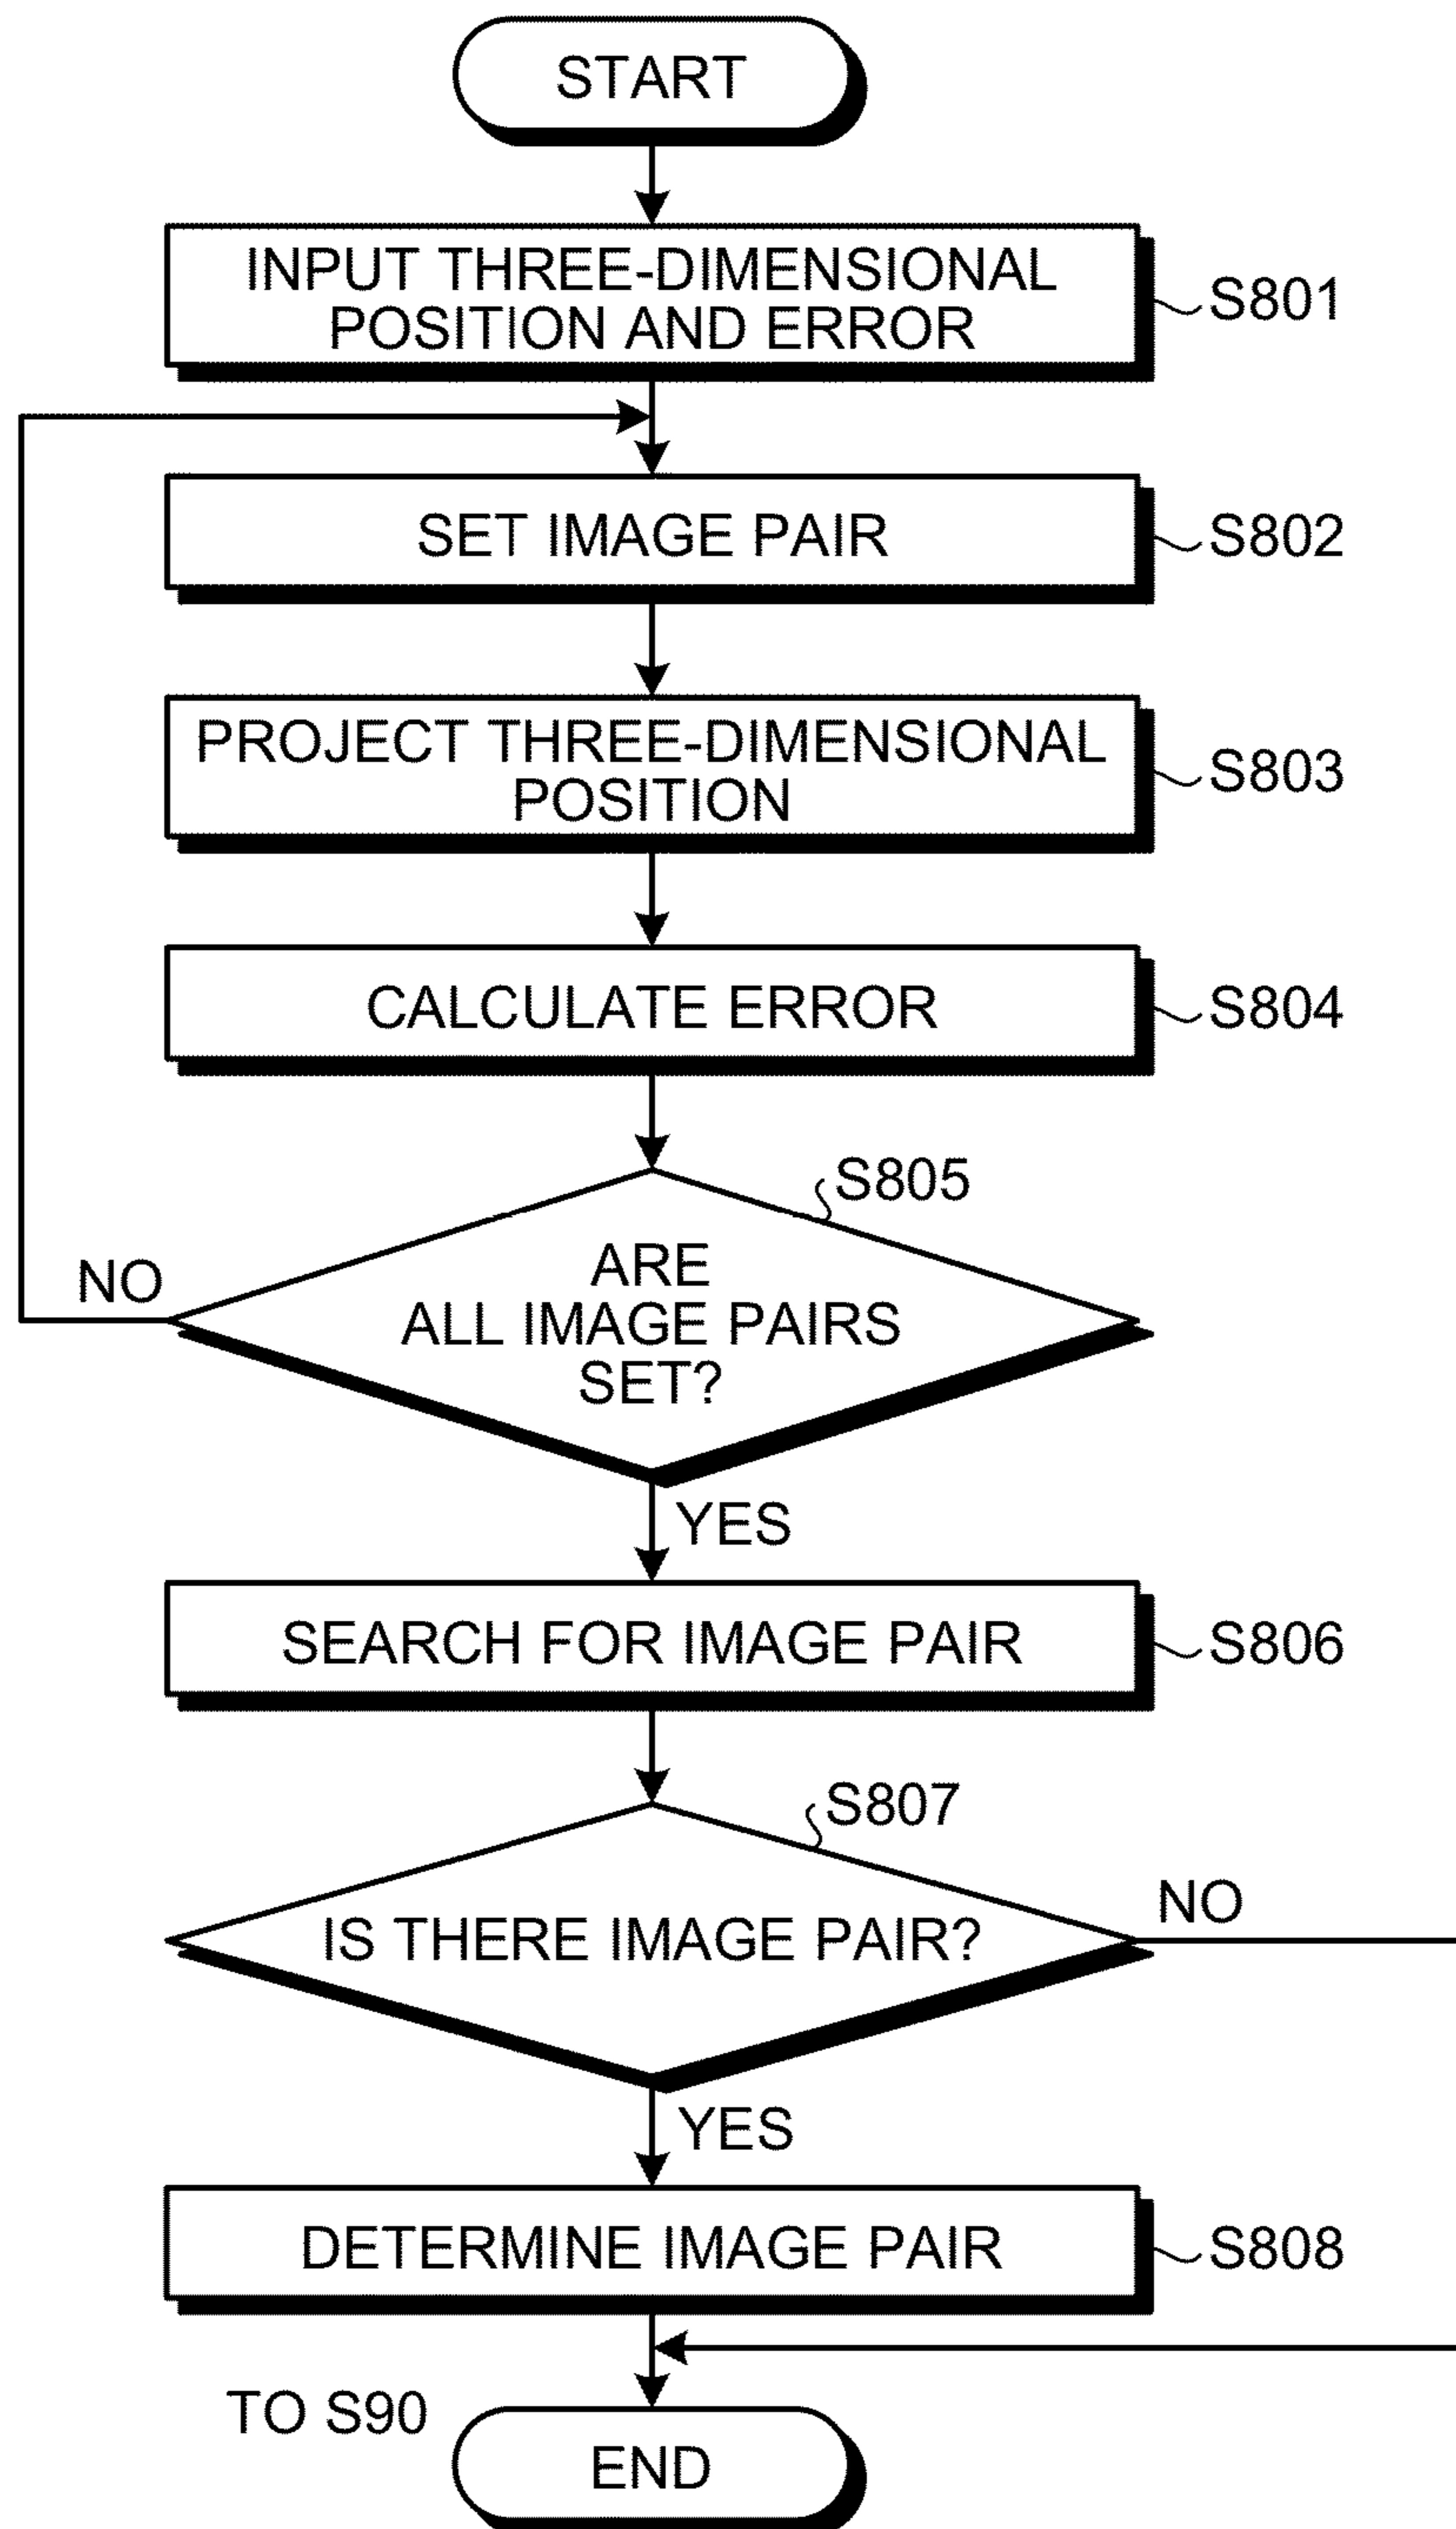 START
INPUT THREE-DIMENSIONAL
POSITION AND ERROR
S801
SET IMAGE PAIR
S802
PROJECT THREE-DIMENSIONAL
POSITION
S803
CALCULATE ERROR
S804
S805
ARE
ALL IMAGE PAIRS
SET?
NO
YES
SEARCH FOR IMAGE PAIR
S806
S807
IS THERE IMAGE PAIR?
NO
YES
DETERMINE IMAGE PAIR
S808
TO S90
END